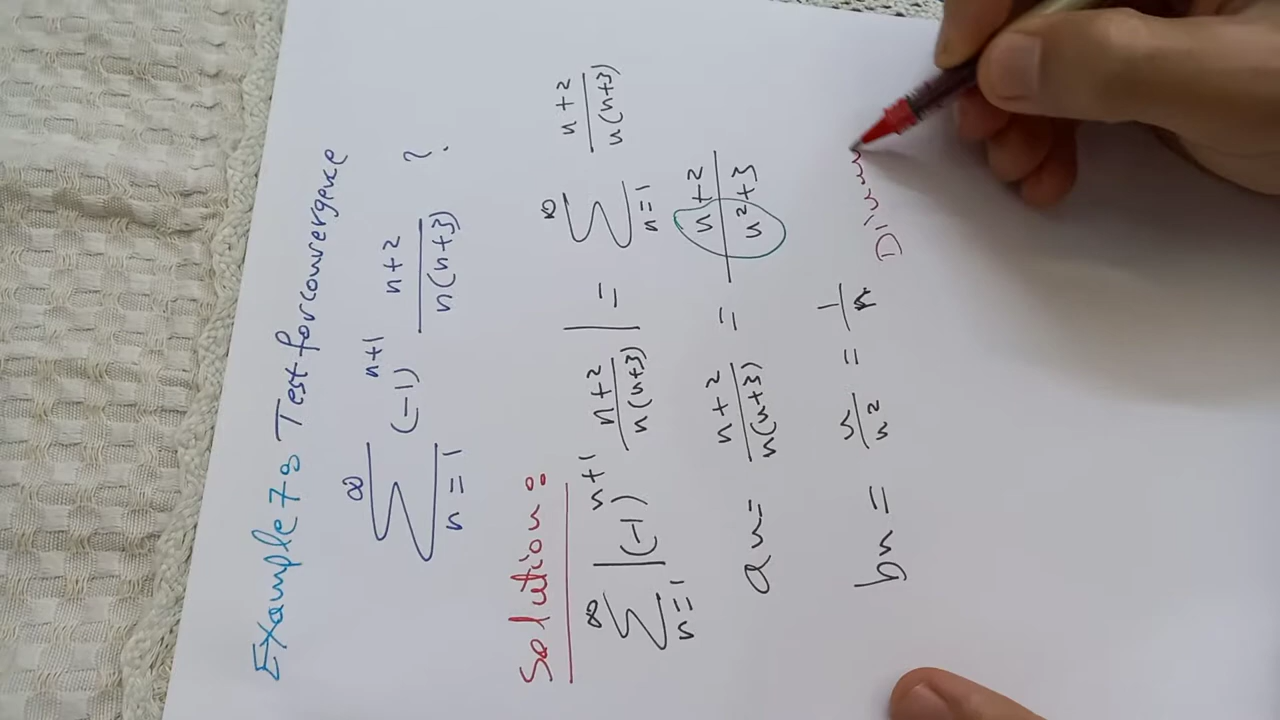 Example 7: Test for convergence
∞ Σ n=1 (-1)^n+1 n+2 / n(n+3) ?
Solution:
∞ Σ n=1 |(-1)^n+1 n+2 / n(n+3)| = ∞ Σ n=1 n+2 / n(n+3)
an = n+2 / n(n+3) = n+2 / n²+3
bn = n / n² = 1 / n